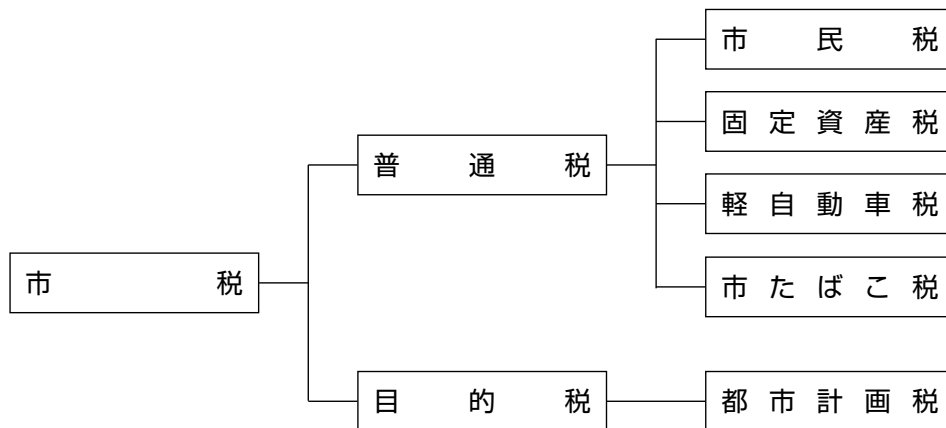 市民税
固定資産税
普通税
軽自動車税
市税
市たばこ税
目的税
都市計画税